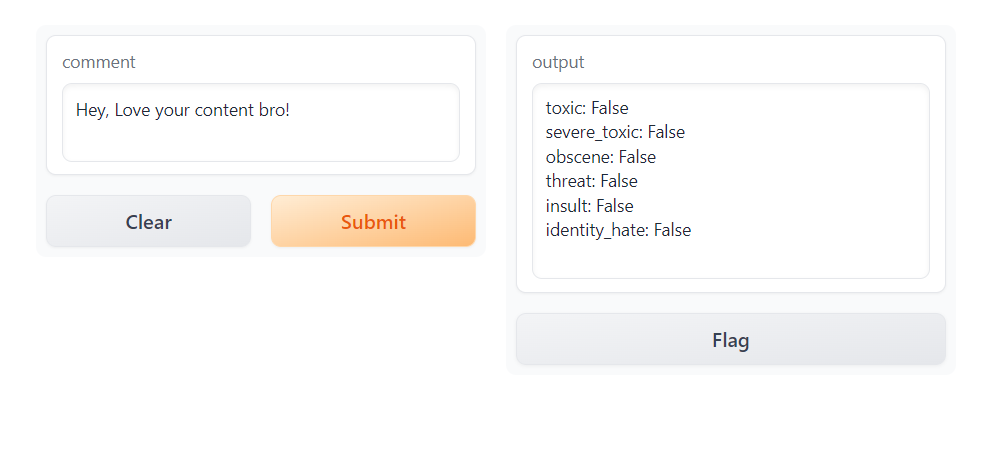 comment
Hey, Love your content bro!
Clear
Submit
output
toxic: False
severe_toxic: False
obscene: False
threat: False
insult: False
identity_hate: False
Flag